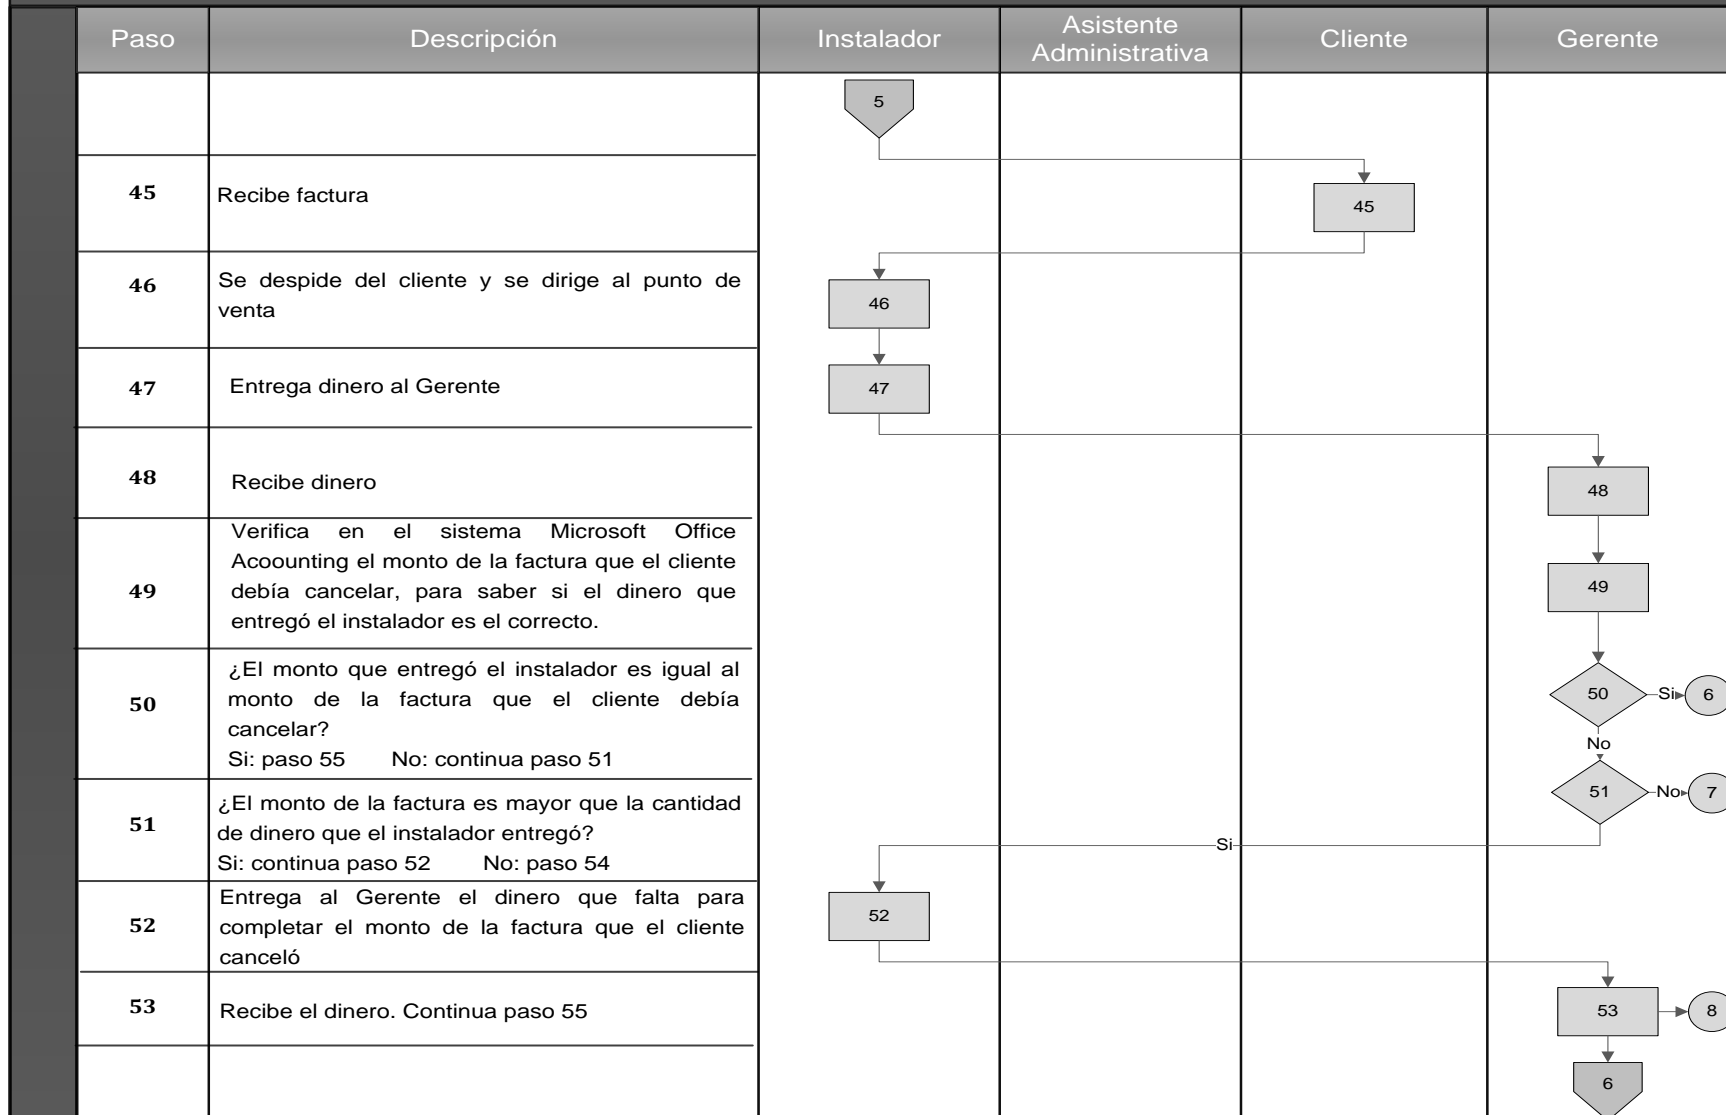 Paso Descripción Instalador Asistente Administrativa Cliente Gerente
5
45 Recibe factura
45
46 Se despide del cliente y se dirige al punto de
venta
46
47 Entrega dinero al Gerente
47
48 Recibe dinero
48
Verifica en el sistema Microsoft Office
Acoounting el monto de la factura que el cliente
49 debía cancelar, para saber si el dinero que
entregó el instalador es el correcto.
49
¿El monto que entregó el instalador es igual al
50 monto de la factura que el cliente debía
cancelar?
Si: paso 55 No: continua paso 51
50 Si 6
No
51 ¿El monto de la factura es mayor que la cantidad
de dinero que el instalador entregó?
Si: continua paso 52 No: paso 54
51 No 7
Si
Entrega al Gerente el dinero que falta para
52 completar el monto de la factura que el cliente
canceló
52
53 Recibe el dinero. Continua paso 55
53 8
6